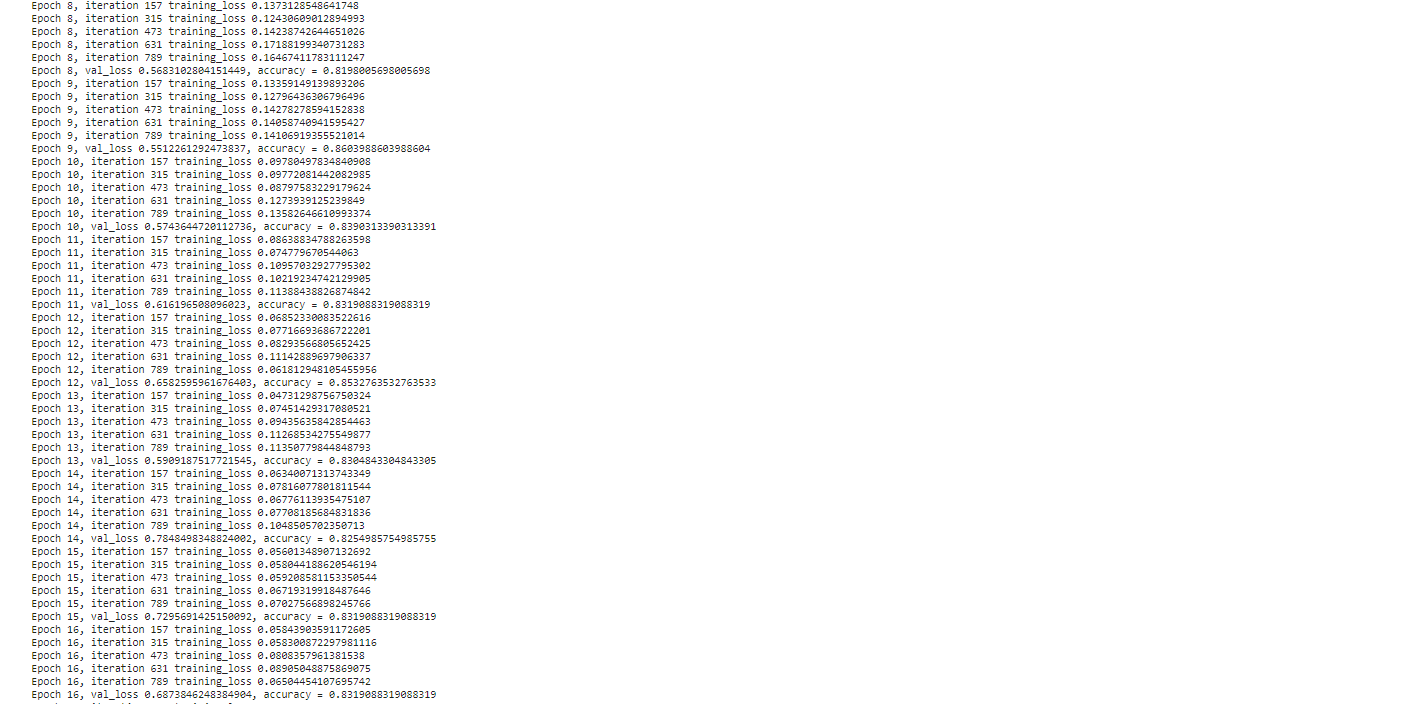 Epoch 8, iteration 157 training_loss 0.1373128548641748
Epoch 8, iteration 315 training_loss 0.12430609012894993
Epoch 8, iteration 473 training_loss 0.14238742644651026
Epoch 8, iteration 631 training_loss 0.17188199340731283
Epoch 8, iteration 789 training_loss 0.16467411783111247
Epoch 8, val_loss 0.5683102804151449, accuracy = 0.8198005698005698
Epoch 9, iteration 157 training_loss 0.13359149139893206
Epoch 9, iteration 315 training_loss 0.12796436306796496
Epoch 9, iteration 473 training_loss 0.14278278594152838
Epoch 9, iteration 631 training_loss 0.14058740941595427
Epoch 9, iteration 789 training_loss 0.14106919355521014
Epoch 9, val_loss 0.5512261292473837, accuracy = 0.8603988603988604
Epoch 10, iteration 157 training_loss 0.09780497834840908
Epoch 10, iteration 315 training_loss 0.09772081442082985
Epoch 10, iteration 473 training_loss 0.08797583229179624
Epoch 10, iteration 631 training_loss 0.1273939125239849
Epoch 10, iteration 789 training_loss 0.13582646610993374
Epoch 10, val_loss 0.5743644720112736, accuracy = 0.8390313390313391
Epoch 11, iteration 157 training_loss 0.08638834788263598
Epoch 11, iteration 315 training_loss 0.074779670544063
Epoch 11, iteration 473 training_loss 0.10957032927795302
Epoch 11, iteration 631 training_loss 0.10219234742129905
Epoch 11, iteration 789 training_loss 0.11388438826874842
Epoch 11, val_loss 0.616196508096023, accuracy = 0.8319088319088319
Epoch 12, iteration 157 training_loss 0.06852330083522616
Epoch 12, iteration 315 training_loss 0.07716693686722201
Epoch 12, iteration 473 training_loss 0.08293566805652425
Epoch 12, iteration 631 training_loss 0.11142889697906337
Epoch 12, iteration 789 training_loss 0.061812948105455956
Epoch 12, val_loss 0.6582595961676403, accuracy = 0.8532763532763533
Epoch 13, iteration 157 training_loss 0.04731298756750324
Epoch 13, iteration 315 training_loss 0.07451429317080521
Epoch 13, iteration 473 training_loss 0.09435635842854463
Epoch 13, iteration 631 training_loss 0.11268534275549877
Epoch 13, iteration 789 training_loss 0.11350779844848793
Epoch 13, val_loss 0.5909187517721545, accuracy = 0.8304843304843305
Epoch 14, iteration 157 training_loss 0.06340071313743349
Epoch 14, iteration 315 training_loss 0.07816077801811544
Epoch 14, iteration 473 training_loss 0.06776113935475107
Epoch 14, iteration 631 training_loss 0.07708185684831836
Epoch 14, iteration 789 training_loss 0.1048505702350713
Epoch 14, val_loss 0.7848498348824002, accuracy = 0.8254985754985755
Epoch 15, iteration 157 training_loss 0.05601348907132692
Epoch 15, iteration 315 training_loss 0.058044188620546194
Epoch 15, iteration 473 training_loss 0.059208581153350544
Epoch 15, iteration 631 training_loss 0.06719319918487646
Epoch 15, iteration 789 training_loss 0.07027566898245766
Epoch 15, val_loss 0.7295691425150092, accuracy = 0.8319088319088319
Epoch 16, iteration 157 training_loss 0.05843903591172605
Epoch 16, iteration 315 training_loss 0.058300872297981116
Epoch 16, iteration 473 training_loss 0.0808357961381538
Epoch 16, iteration 631 training_loss 0.08905048875869075
Epoch 16, iteration 789 training_loss 0.06504454107695742
Epoch 16, val_loss 0.6873846248384904, accuracy = 0.8319088319088319